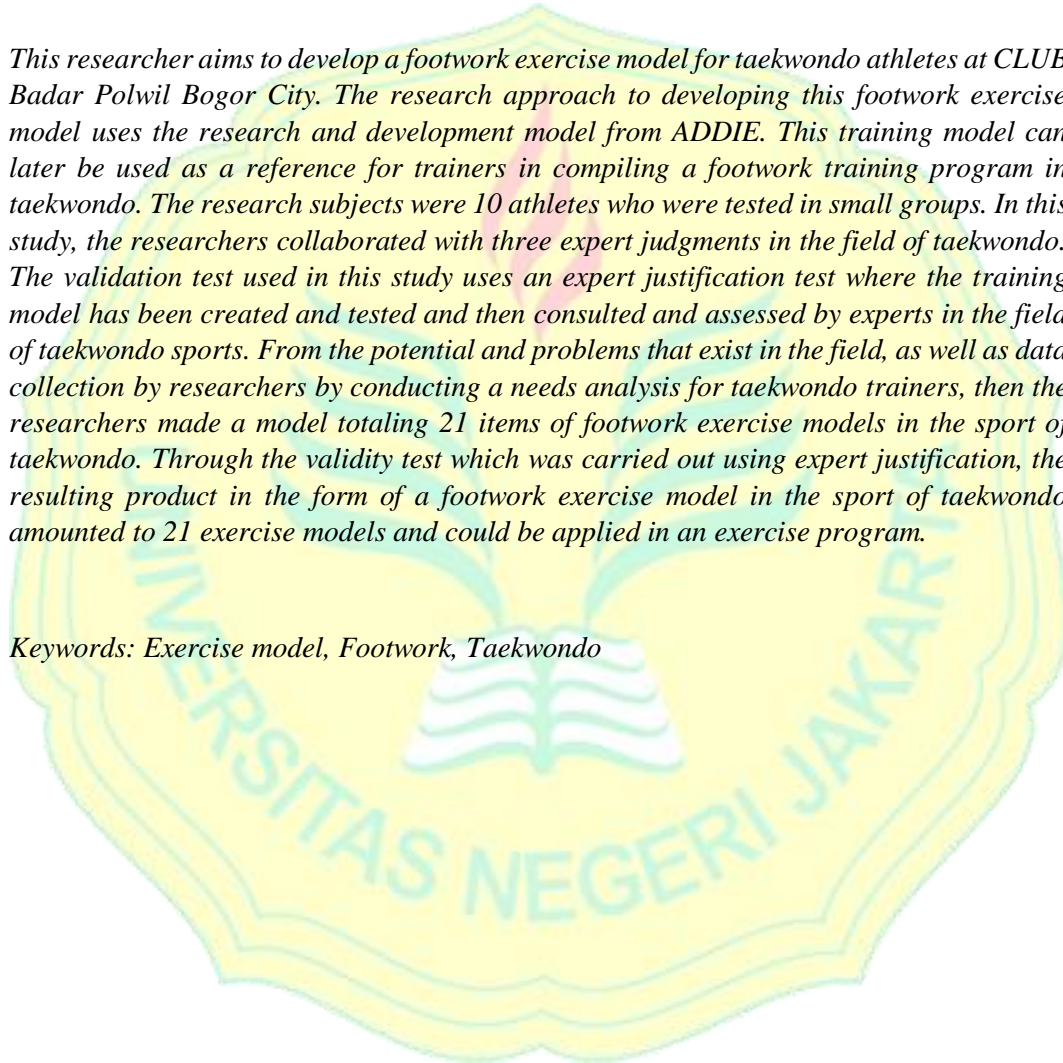 This researcher aims to develop a footwork exercise model for taekwondo athletes at CLUB
Badar Polwil Bogor City. The research approach to developing this footwork exercise
model uses the research and development model from ADDIE. This training model can
later be used as a reference for trainers in compiling a footwork training program in
taekwondo. The research subjects were 10 athletes who were tested in small groups. In this
study, the researchers collaborated with three expert judgments in the field of taekwondo.
The validation test used in this study uses an expert justification test where the training
model has been created and tested and then consulted and assessed by experts in the field
of taekwondo sports. From the potential and problems that exist in the field, as well as data
collection by researchers by conducting a needs analysis for taekwondo trainers, then the
researchers made a model totaling 21 items of footwork exercise models in the sport of
taekwondo. Through the validity test which was carried out using expert justification, the
resulting product in the form of a footwork exercise model in the sport of taekwondo
amounted to 21 exercise models and could be applied in an exercise program.
Keywords: Exercise model, Footwork, Taekwondo
UNIVERSITAS NEGERI JAKARTA